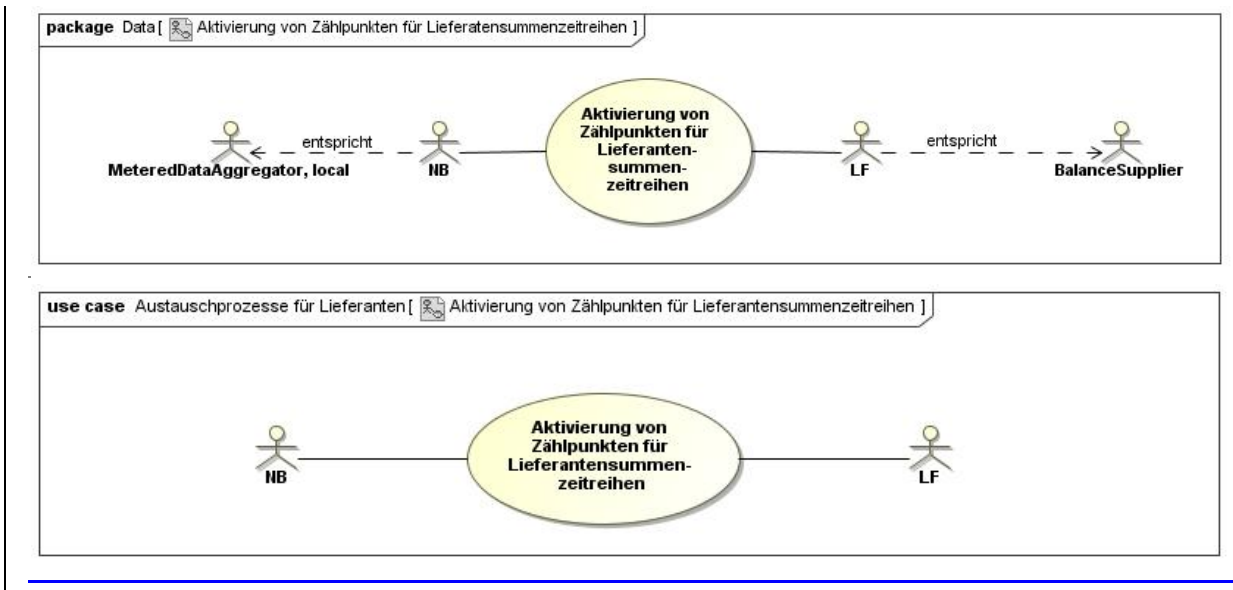 package Data [ Aktivierung von Zählpunkten für Lieferatensummenzeitreihen ]
Aktivierung von
Zählpunkten für
Lieferanten-
summen-
zeitreihen
entspricht
entspricht
MeteredDataAggregator, local
NB
LF
BalanceSupplier
use case Austauschprozesse für Lieferanten [ Aktivierung von Zählpunkten für Lieferantensummenzeitreihen ]
Aktivierung von
Zählpunkten für
Lieferantensummen-
zeitreihen
NB
LF